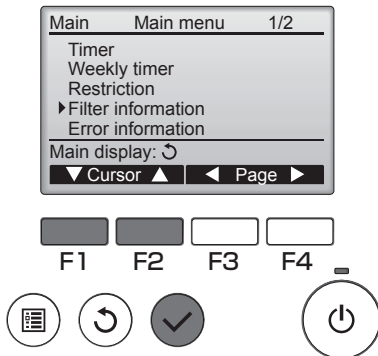 Main Main menu 1/2
Timer
Weekly timer
Restriction
Filter information
Error information
Main display:
Cursor Page
F1 F2 F3 F4